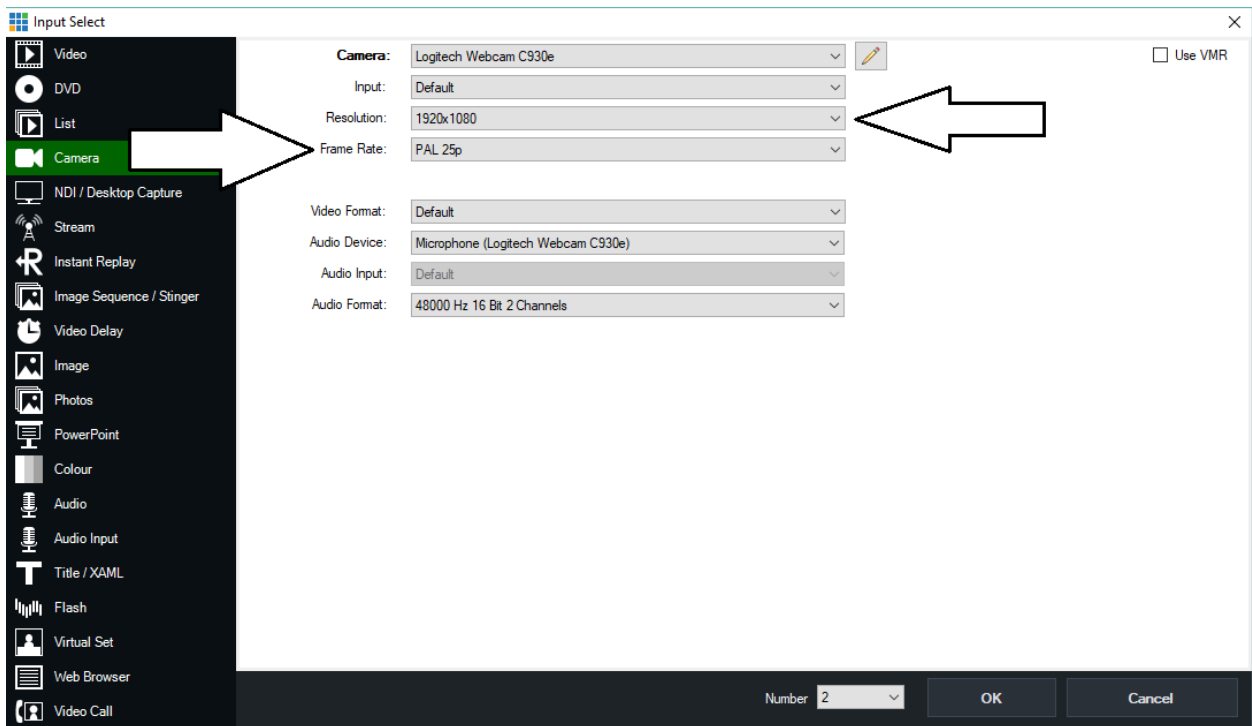 Input Select
Video
DVD
List
Camera
NDI / Desktop Capture
Stream
Instant Replay
Image Sequence / Stinger
Video Delay
Image
Photos
PowerPoint
Colour
Audio
Audio Input
Title / XAML
Flash
Virtual Set
Web Browser
Video Call
Camera: Logitech Webcam C930e
Use VMR
Input: Default
Resolution: 1920x1080
Frame Rate: PAL 25p
Video Format: Default
Audio Device: Microphone (Logitech Webcam C930e)
Audio Input: Default
Audio Format: 48000 Hz 16 Bit 2 Channels
Number 2 OK Cancel